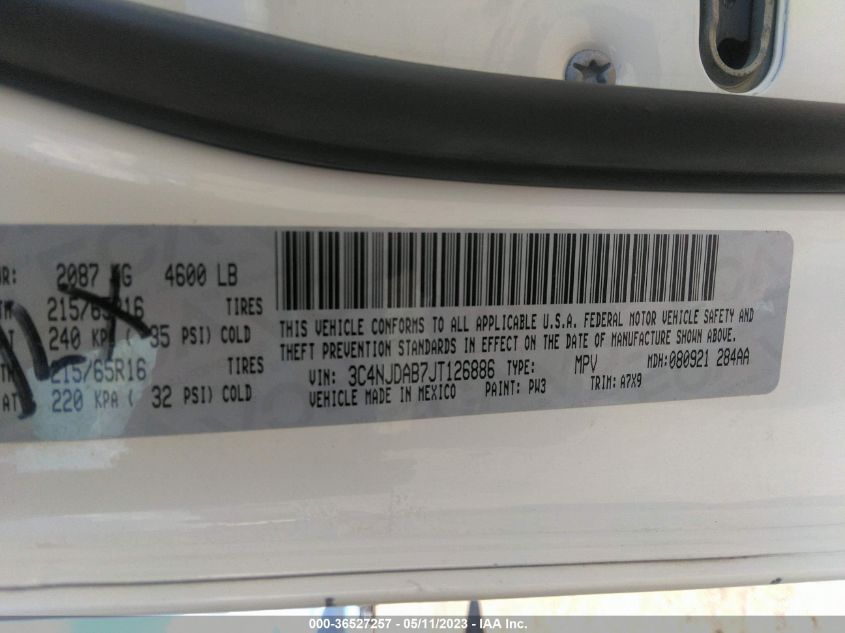 2087 KG 4600 LB
215/65R16 TIRES
240 KPA ( 35 PSI) COLD
215/65R16 TIRES
AT 220 KPA ( 32 PSI) COLD
THIS VEHICLE CONFORMS TO ALL APPLICABLE U.S.A. FEDERAL MOTOR VEHICLE SAFETY AND
THEFT PREVENTION STANDARDS IN EFFECT ON THE DATE OF MANUFACTURE SHOWN ABOVE.
VIN: 3C4NJDAB7JT126886 TYPE: MPV MDH: 080921 284AA
VEHICLE MADE IN MEXICO PAINT: PW3 TRIM: A7X9
000-36527257 - 05/11/2023 - IAA Inc.